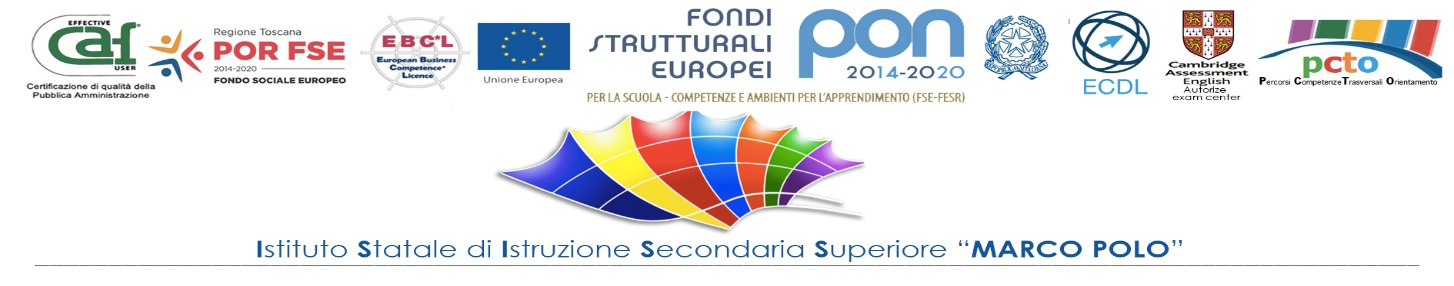 EFFECTIVE
CAF
USER
Certificazione di qualità della
Pubblica Amministrazione
Regione Toscana
POR FSE
2014-2020
FONDO SOCIALE EUROPEO
EBC*L
European Business
Competence*
Licence
Unione Europea
FONDI
STRUTTURALI
EUROPEI
pon
2014-2020
PER LA SCUOLA - COMPETENZE E AMBIENTI PER L'APPRENDIMENTO (FSE-FESR)
ECDL
Cambridge
Assessment
English
Autorize
exam center
pcto
Percorsi Competenze Trasversali Orientamento
Istituto Statale di Istruzione Secondaria Superiore “MARCO POLO”